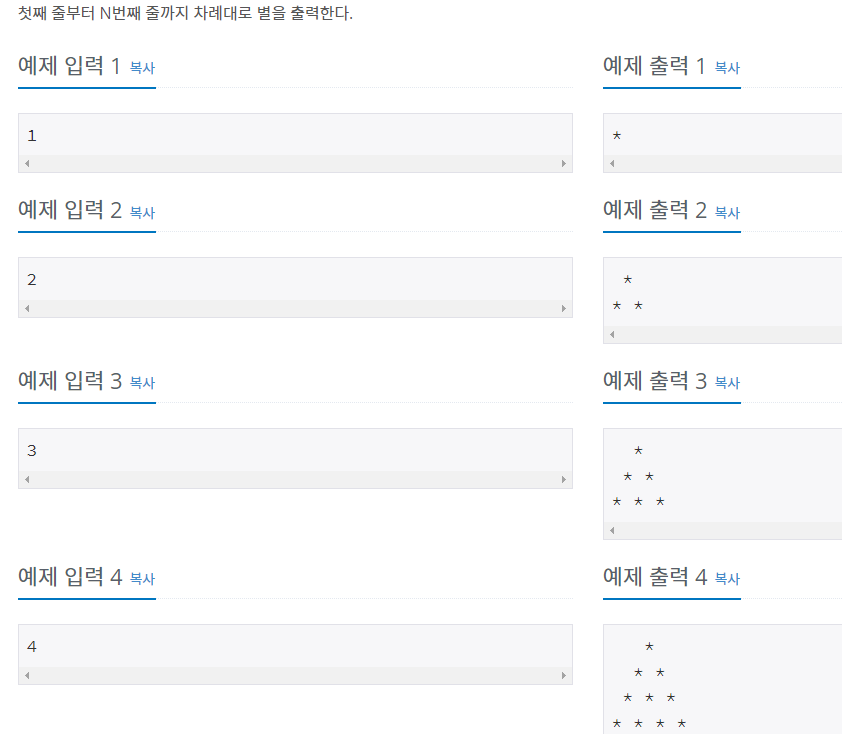 첫째 줄부터 N번째 줄까지 차례대로 별을 출력한다.
예제 입력 1 복사
1
예제 출력 1 복사
*
예제 입력 2 복사
2
예제 출력 2 복사
 *
* *
예제 입력 3 복사
3
예제 출력 3 복사
  *
 * *
* * *
예제 입력 4 복사
4
예제 출력 4 복사
   *
  * *
 * * *
* * * *